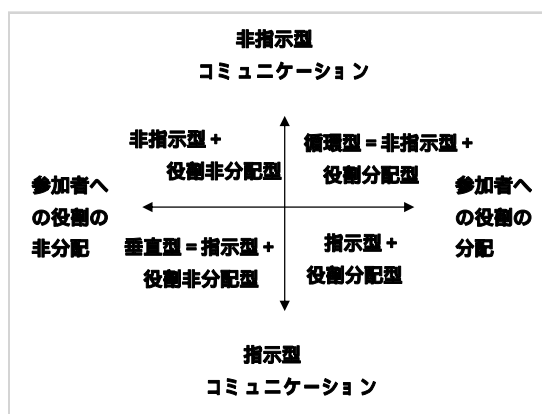 非指示型
コミュニケーション
非指示型+
役割非分配型
循環型=非指示型+
役割分配型
参加者へ
の役割の
非分配
参加者へ
の役割の
分配
垂直型=指示型+
役割非分配型
指示型+
役割分配型
指示型
コミュニケーション